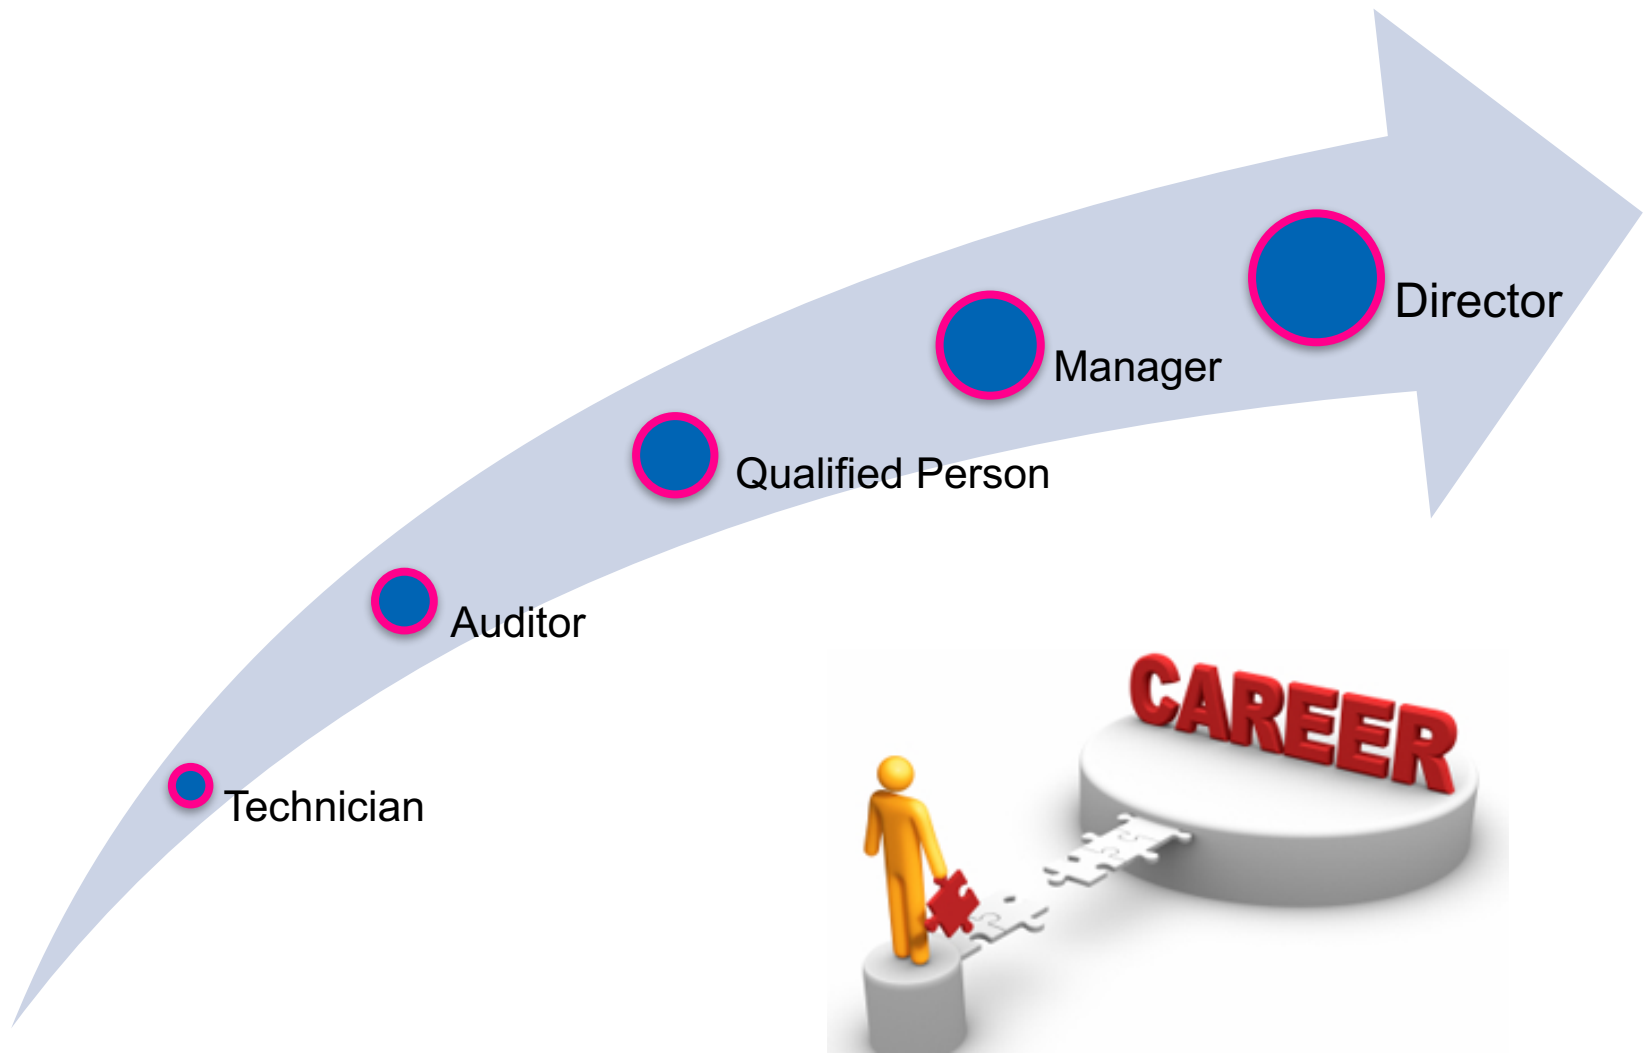 Director
Manager
Qualified Person
Auditor
Technician
CAREER